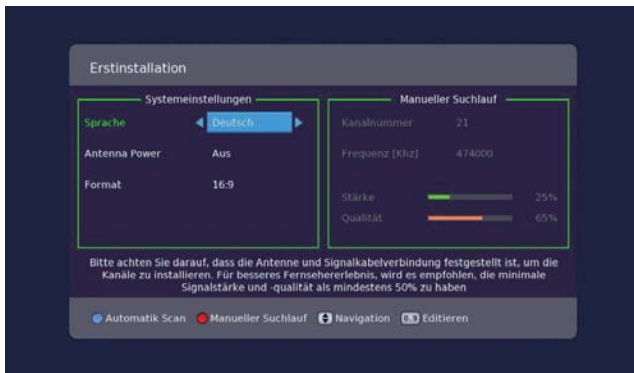 Erstinstallation
Systemeinstellungen
Sprache Deutsch
Antenna Power Aus
Format 16:9
Manueller Suchlauf
Kanalnummer 21
Frequenz [Khz] 474000
Stärke 25%
Qualität 65%
Bitte achten Sie darauf, dass die Antenne und Signalkabelverbindung festgestellt ist, um die
Kanäle zu installieren. Für besseres Fernsehererlebnis, wird es empfohlen, die minimale
Signalstärke und -qualität als mindestens 50% zu haben
Automatik Scan Manueller Suchlauf Navigation 0..9 Editieren